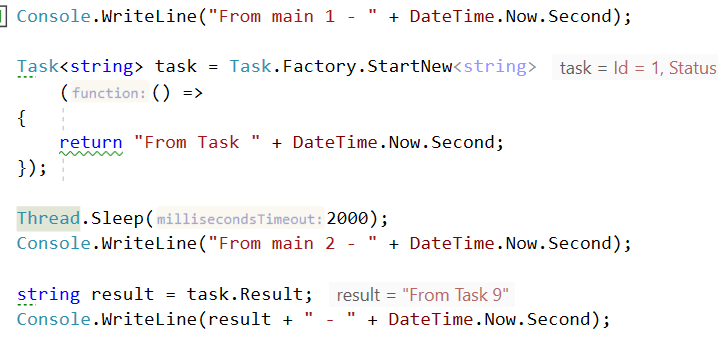 Console.WriteLine("From main 1 - " + DateTime.Now.Second);
Task<string> task = Task.Factory.StartNew<string> task = Id = 1, Status
(function: () =>
{
return "From Task " + DateTime.Now.Second;
});
Thread.Sleep(millisecondsTimeout: 2000);
Console.WriteLine("From main 2 - " + DateTime.Now.Second);
string result = task.Result; result = "From Task 9"
Console.WriteLine(result + " - " + DateTime.Now.Second);